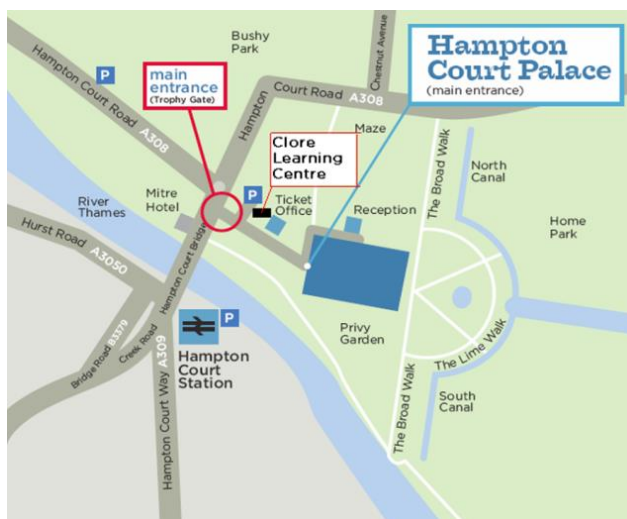 Bushy
Park
Chestnut Avenue
Hampton
Court Palace
(main entrance)
P
Hampton Court Road A308
main
entrance
(Trophy Gate)
Hampton
Court Road A308
Maze
Clore
Learning
Centre
The Broad Walk
North
Canal
Mitre
Hotel
P
Ticket
Office
Reception
River
Thames
Home
Park
Hurst Road A3050
Hampton Court Bridge
Privy
Garden
P
Hampton
Court
Station
Bridge Road B3379
Creek Road
Hampton Court Way A309
The Lime Walk
The Broad Walk
South
Canal